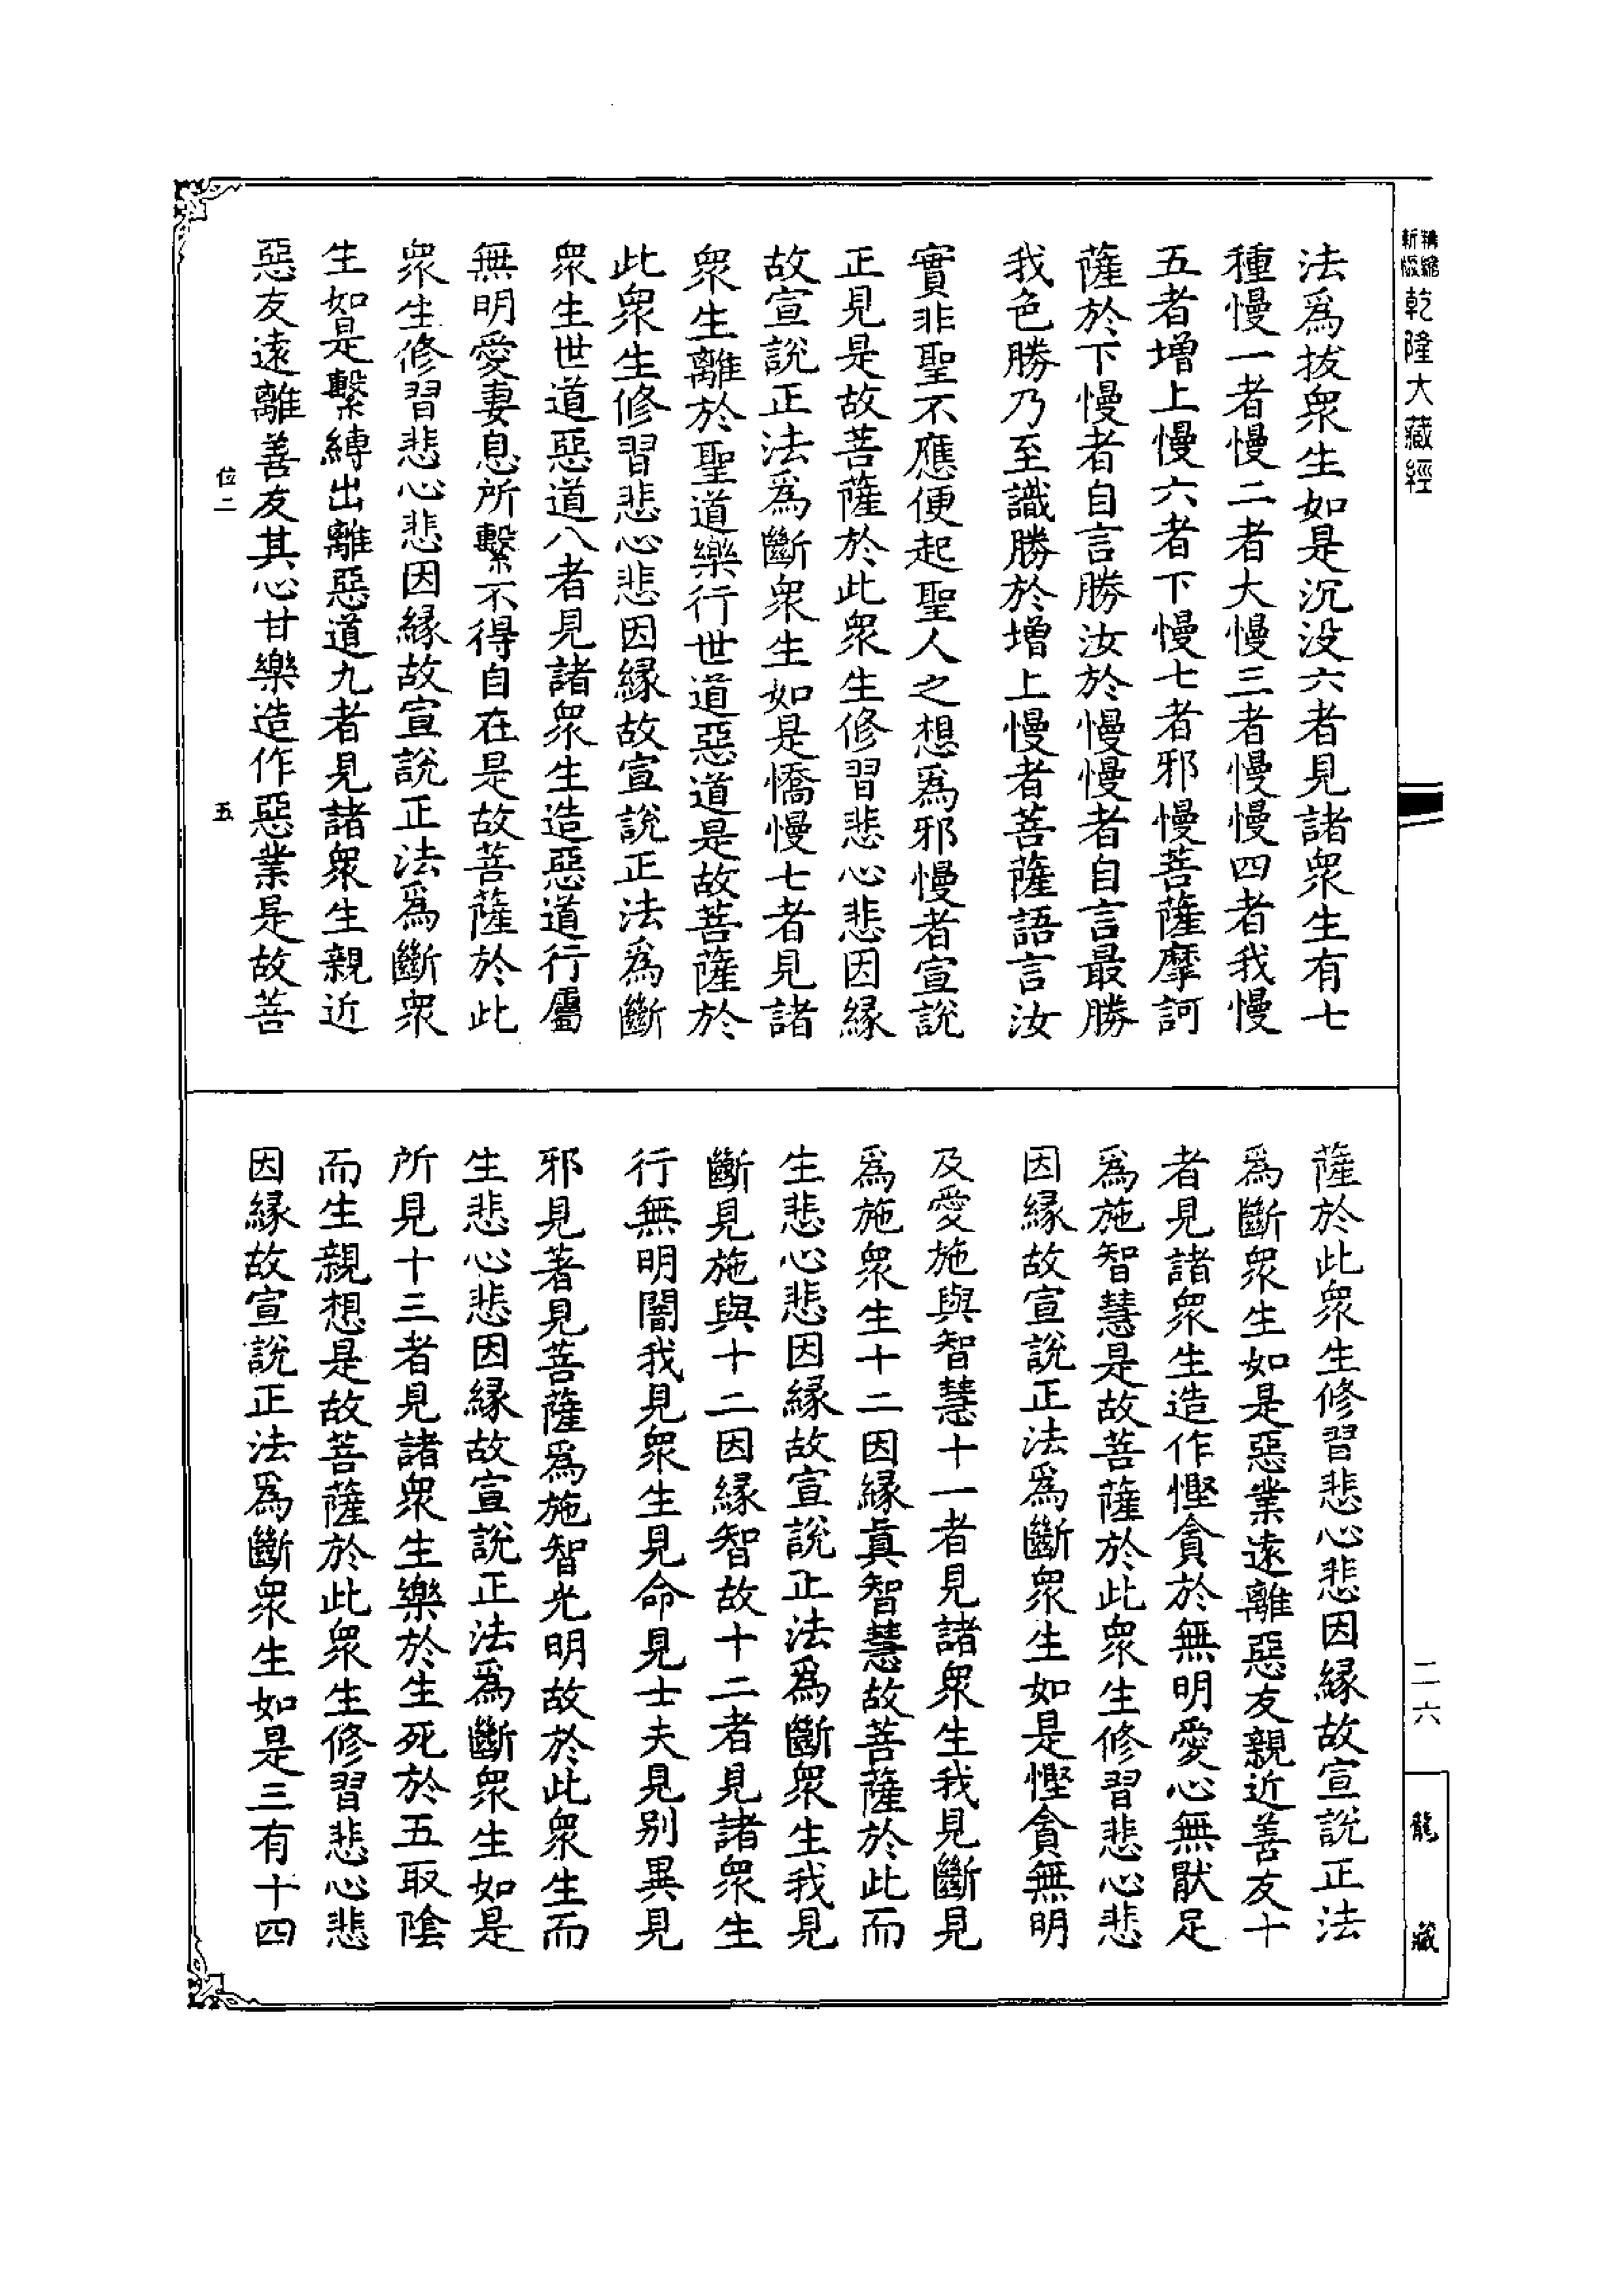 精縮新版乾隆大藏經
法爲拔衆生如是沉没六者見諸衆生有七
種慢一者慢二者大慢三者慢慢四者我慢
五者增上慢六者下慢七者邪慢菩薩摩訶
薩於下慢者自言勝汝於慢慢者自言最勝
我色勝乃至識勝於增上慢者菩薩語言汝
實非聖不應便起聖人之想爲邪慢者宣說
正見是故菩薩於此衆生修習悲心悲因緣
故宣說正法爲斷衆生如是憍慢七者見諸
衆生離於聖道樂行世道惡道是故菩薩於
此衆生修習悲心悲因緣故宣說正法爲斷
衆生世道惡道八者見諸衆生造惡道行屬
無明愛妻息所繫不得自在是故菩薩於此
衆生修習悲心悲因緣故宣說正法爲斷衆
生如是繫縛出離惡道九者見諸衆生親近
惡友遠離善友其心甘樂造作惡業是故菩
位二 五
薩於此衆生修習悲心悲因緣故宣說正法
爲斷衆生如是惡業遠離惡友親近善友十
者見諸衆生造作慳貪於無明愛心無猒足
爲施智慧是故菩薩於此衆生修習悲心悲
因緣故宣說正法爲斷衆生如是慳貪無明
及愛施與智慧十一者見諸衆生我見斷見
爲施衆生十二因緣眞智慧故菩薩於此而
生悲心悲因緣故宣說正法爲斷衆生我見
斷見施與十二因緣智故十二者見諸衆生
行無明闇我見衆生見命見士夫見別異見
邪見著見菩薩爲施智光明故於此衆生而
生悲心悲因緣故宣說正法爲斷衆生如是
所見十三者見諸衆生樂於生死於五取陰
而生親想是故菩薩於此衆生修習悲心悲
因緣故宣說正法爲斷衆生如是三有十四
二六
龍藏